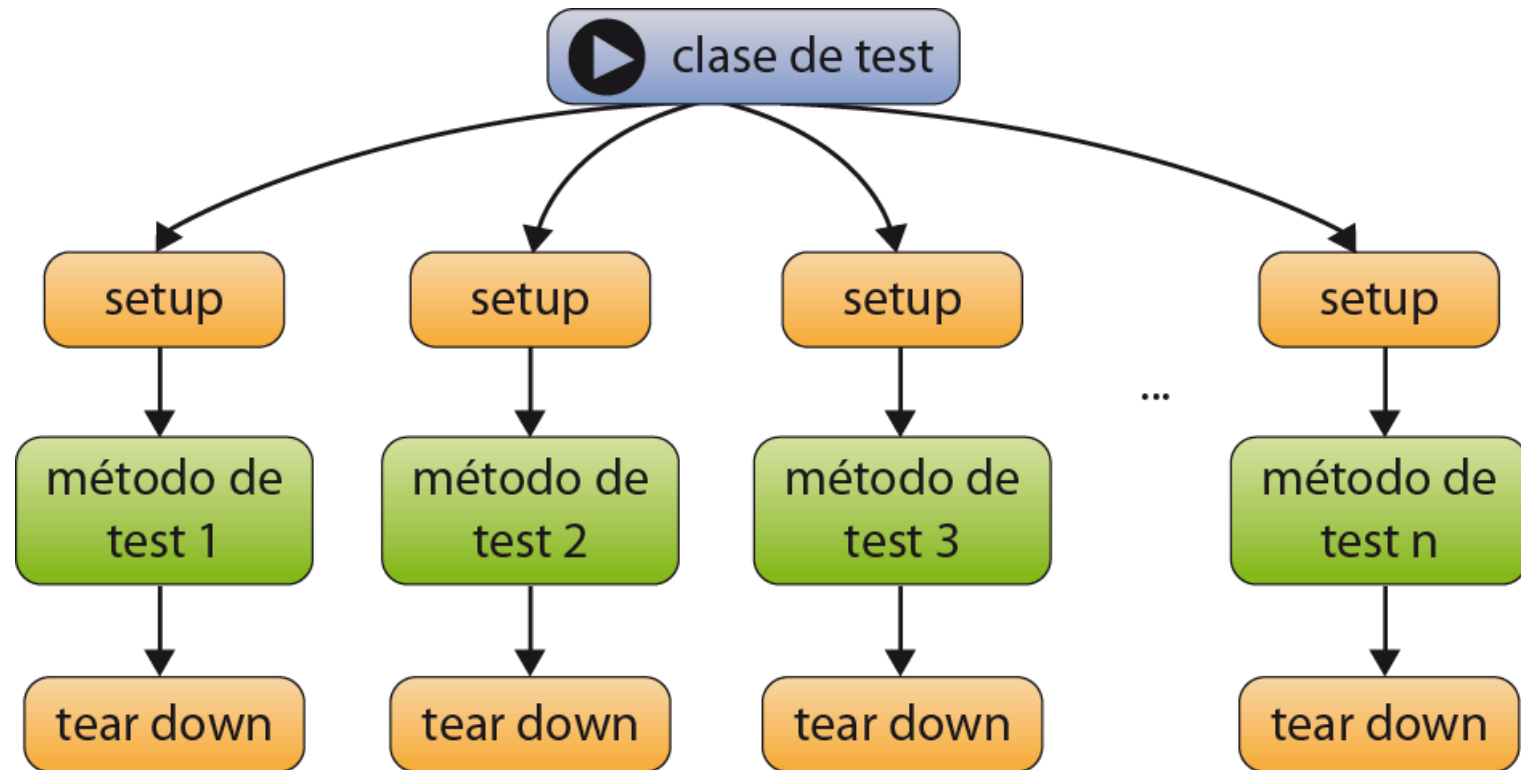 clase de test
setup
setup
setup
setup
...
método de
test 1
método de
test 2
método de
test 3
método de
test n
tear down
tear down
tear down
tear down